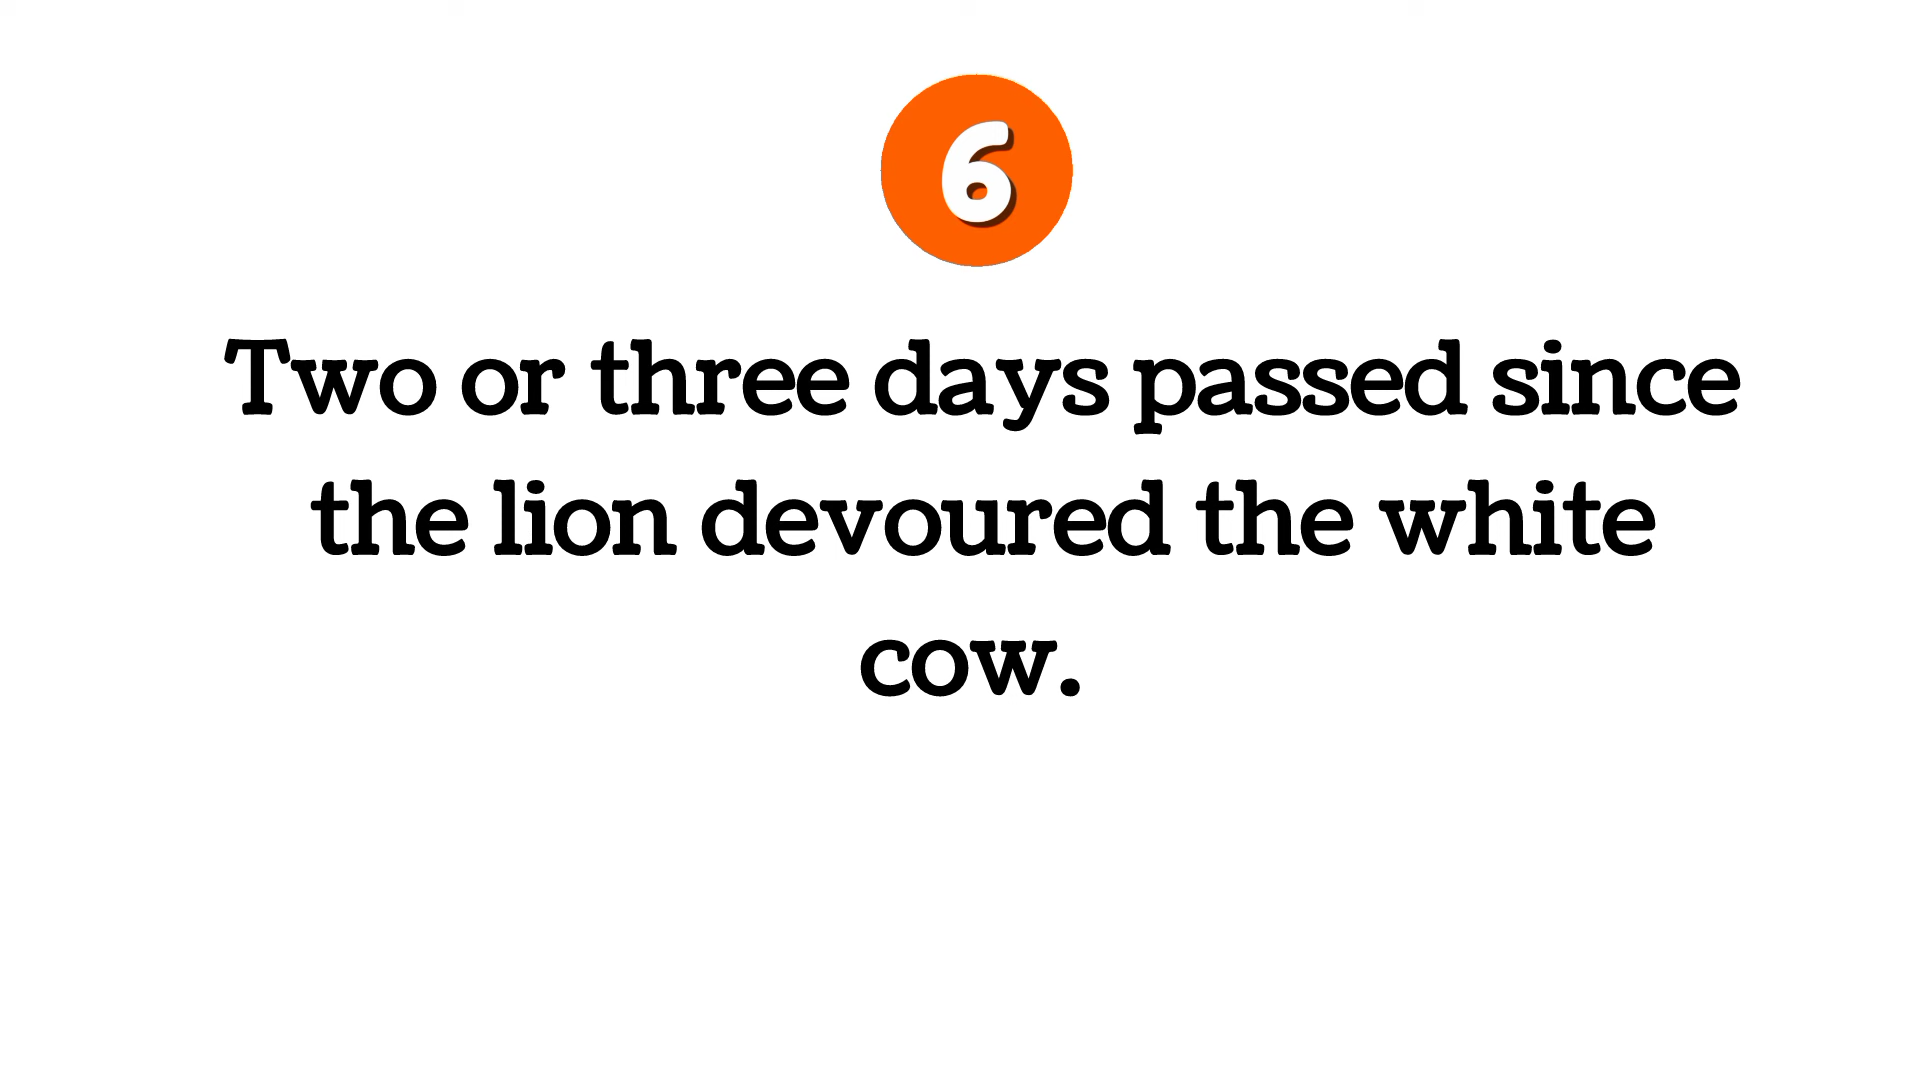 6
Two or three days passed since
the lion devoured the white
cow.